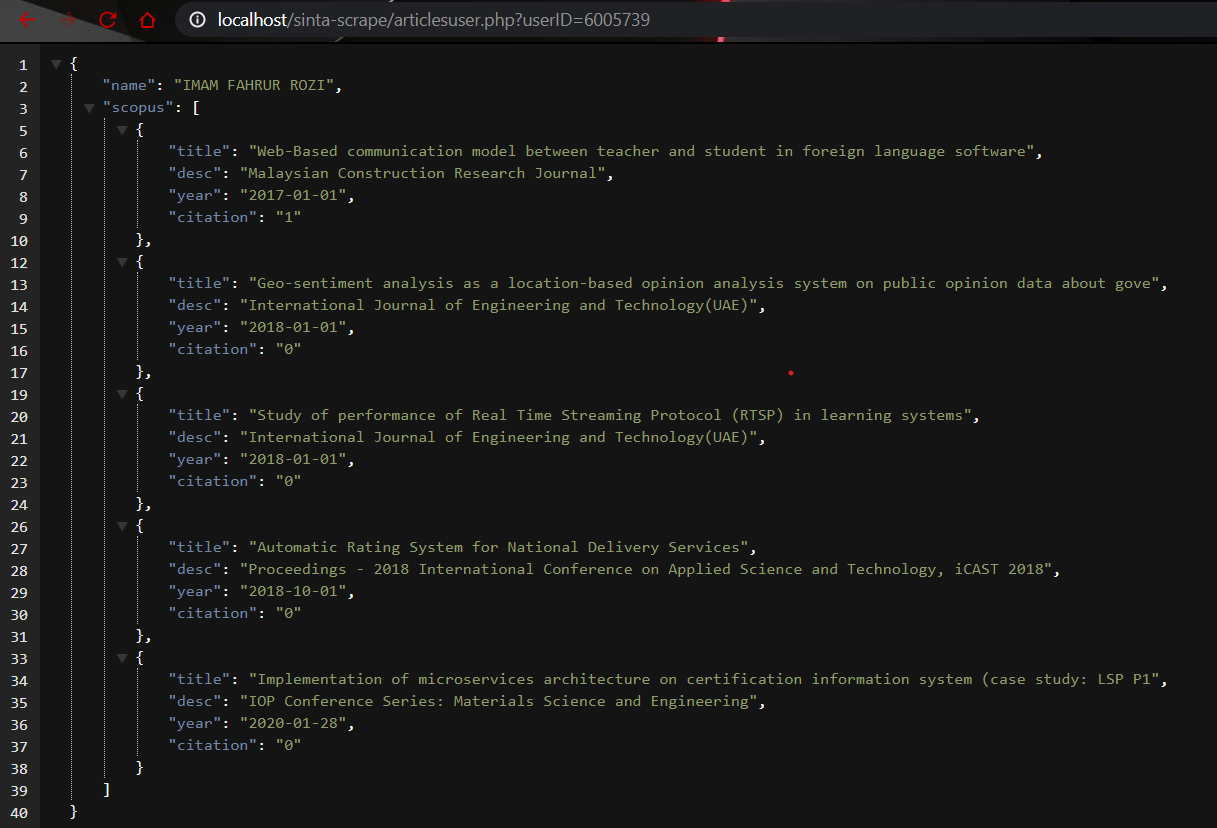 localhost/sinta-scrape/articlesuser.php?userID=6005739
1 {
2 "name": "IMAM FAHRUR ROZI",
3 "scopus": [
5 {
6 "title": "Web-Based communication model between teacher and student in foreign language software",
7 "desc": "Malaysian Construction Research Journal",
8 "year": "2017-01-01",
9 "citation": "1"
10 },
12 {
13 "title": "Geo-sentiment analysis as a location-based opinion analysis system on public opinion data about gove",
14 "desc": "International Journal of Engineering and Technology(UAE)",
15 "year": "2018-01-01",
16 "citation": "0"
17 },
19 {
20 "title": "Study of performance of Real Time Streaming Protocol (RTSP) in learning systems",
21 "desc": "International Journal of Engineering and Technology(UAE)",
22 "year": "2018-01-01",
23 "citation": "0"
24 },
26 {
27 "title": "Automatic Rating System for National Delivery Services",
28 "desc": "Proceedings - 2018 International Conference on Applied Science and Technology, iCAST 2018",
29 "year": "2018-10-01",
30 "citation": "0"
31 },
33 {
34 "title": "Implementation of microservices architecture on certification information system (case study: LSP P1",
35 "desc": "IOP Conference Series: Materials Science and Engineering",
36 "year": "2020-01-28",
37 "citation": "0"
38 }
39 ]
40 }